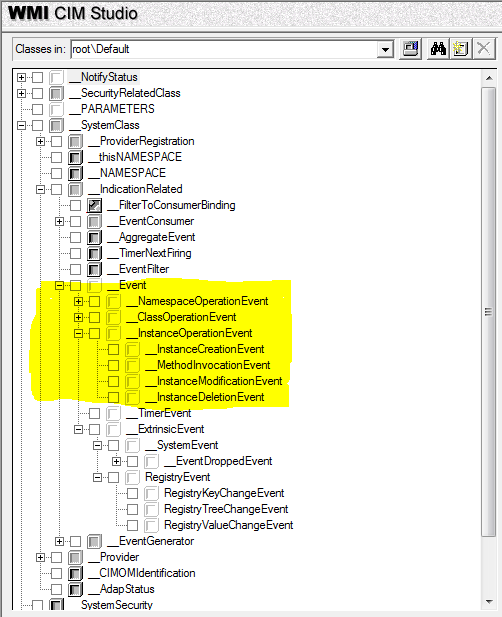 WMI CIM Studio
Classes in: root\Default
__NotifyStatus
__SecurityRelatedClass
__PARAMETERS
__SystemClass
__ProviderRegistration
__thisNAMESPACE
__NAMESPACE
__IndicationRelated
__FilterToConsumerBinding
__EventConsumer
__AggregateEvent
__TimerNextFiring
__EventFilter
__Event
__NamespaceOperationEvent
__ClassOperationEvent
__InstanceOperationEvent
__InstanceCreationEvent
__MethodInvocationEvent
__InstanceModificationEvent
__InstanceDeletionEvent
__TimerEvent
__ExtrinsicEvent
__SystemEvent
__EventDroppedEvent
RegistryEvent
RegistryKeyChangeEvent
RegistryTreeChangeEvent
RegistryValueChangeEvent
__EventGenerator
__Provider
__CIMOMIdentification
__AdapStatus
__SystemSecurity